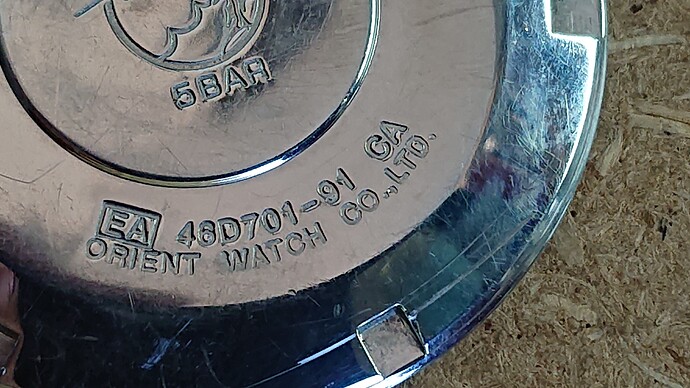 5BAR
EA 46D701-91 CA
ORIENT WATCH CO.,LTD.